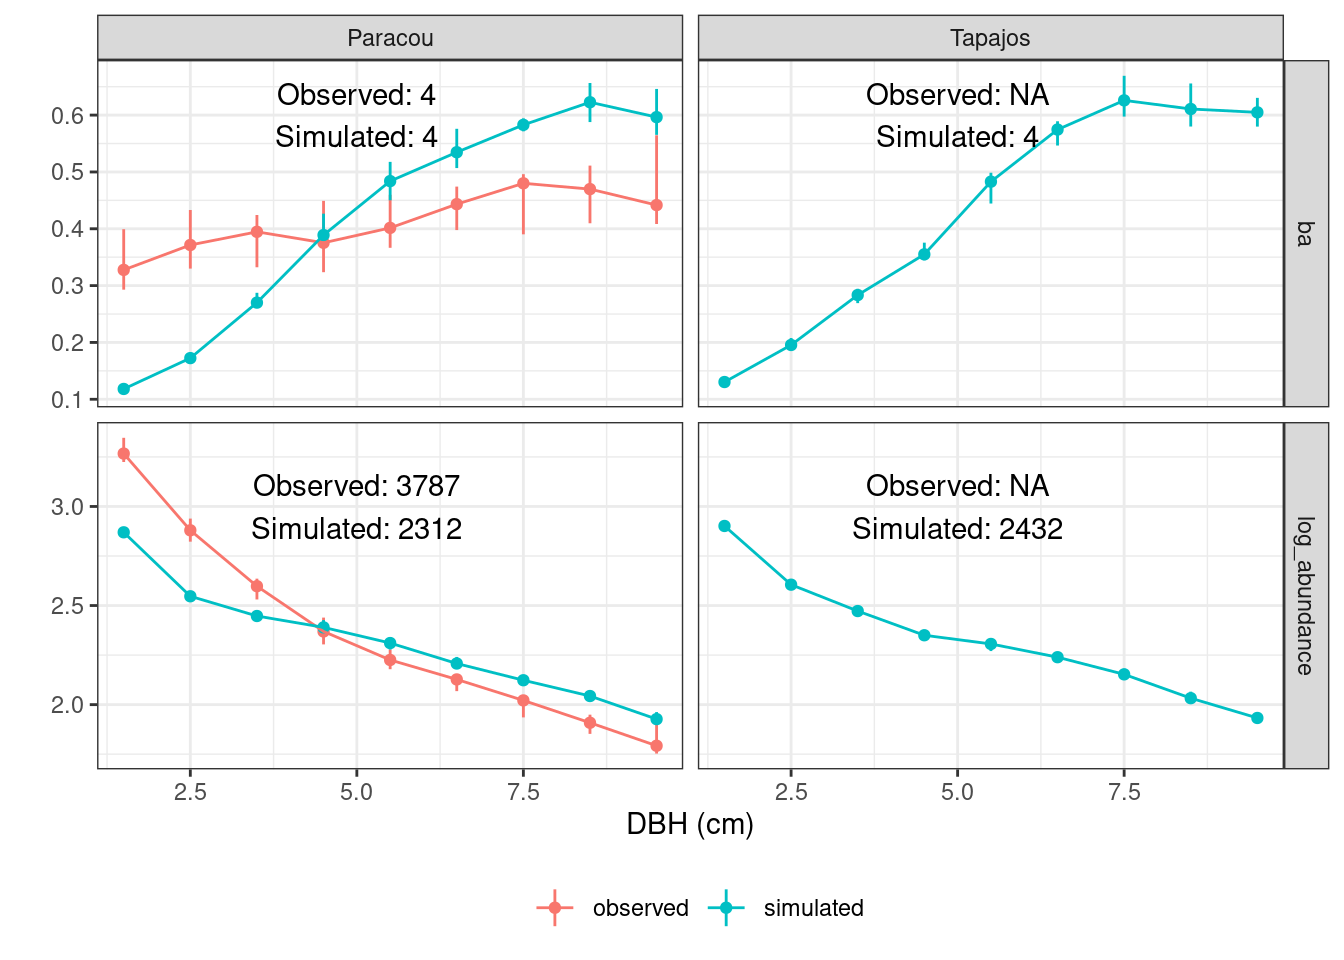 Paracou
Tapajos
Observed: 4
Simulated: 4
Observed: NA
Simulated: 4
0.6
0.5
0.4
0.3
0.2
0.1
ba
Observed: 3787
Simulated: 2312
Observed: NA
Simulated: 2432
3.0
2.5
2.0
log_abundance
2.5 5.0 7.5
2.5 5.0 7.5
DBH (cm)
observed simulated